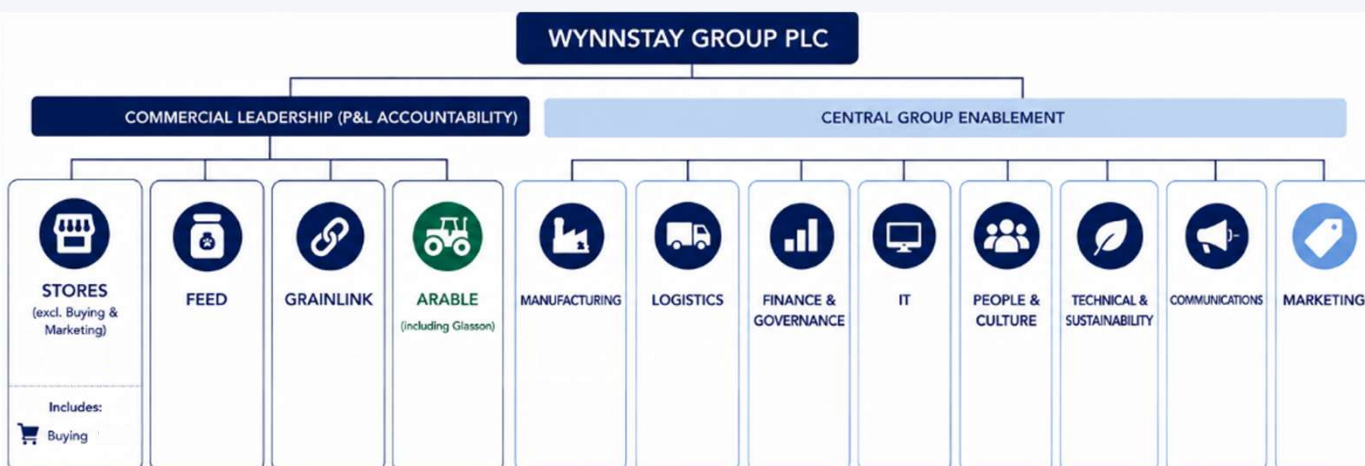 WYNNSTAY GROUP PLC
COMMERCIAL LEADERSHIP (P&L ACCOUNTABILITY)
CENTRAL GROUP ENABLEMENT
STORES
(excl. Buying &
Marketing)
Includes:
Buying
FEED
GRAINLINK
ARABLE
(including Glasson)
MANUFACTURING
LOGISTICS
FINANCE &
GOVERNANCE
IT
PEOPLE &
CULTURE
TECHNICAL &
SUSTAINABILITY
COMMUNICATIONS
MARKETING